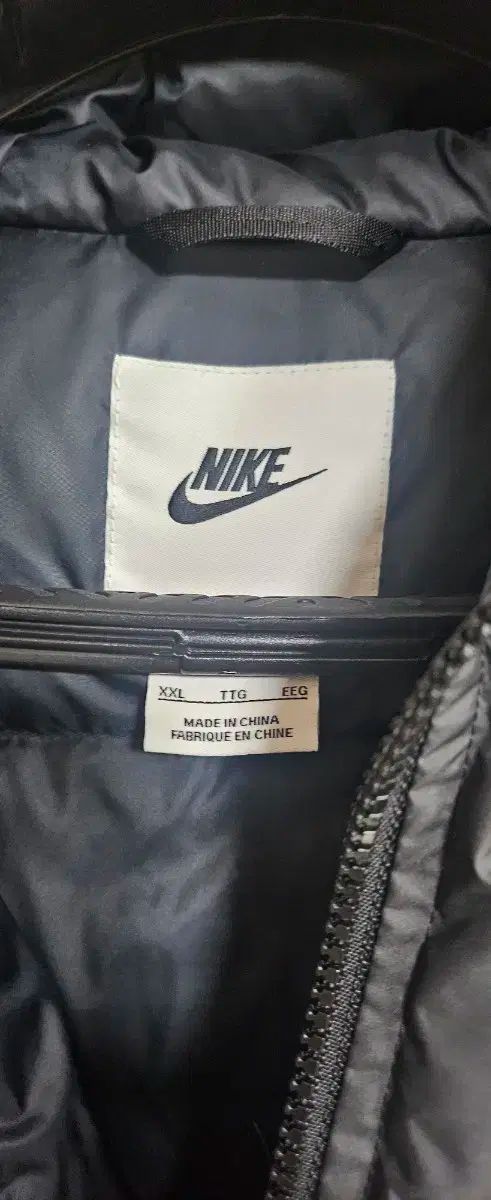 NIKE
XXL TTG EEG
MADE IN CHINA
FABRIQUE EN CHINE